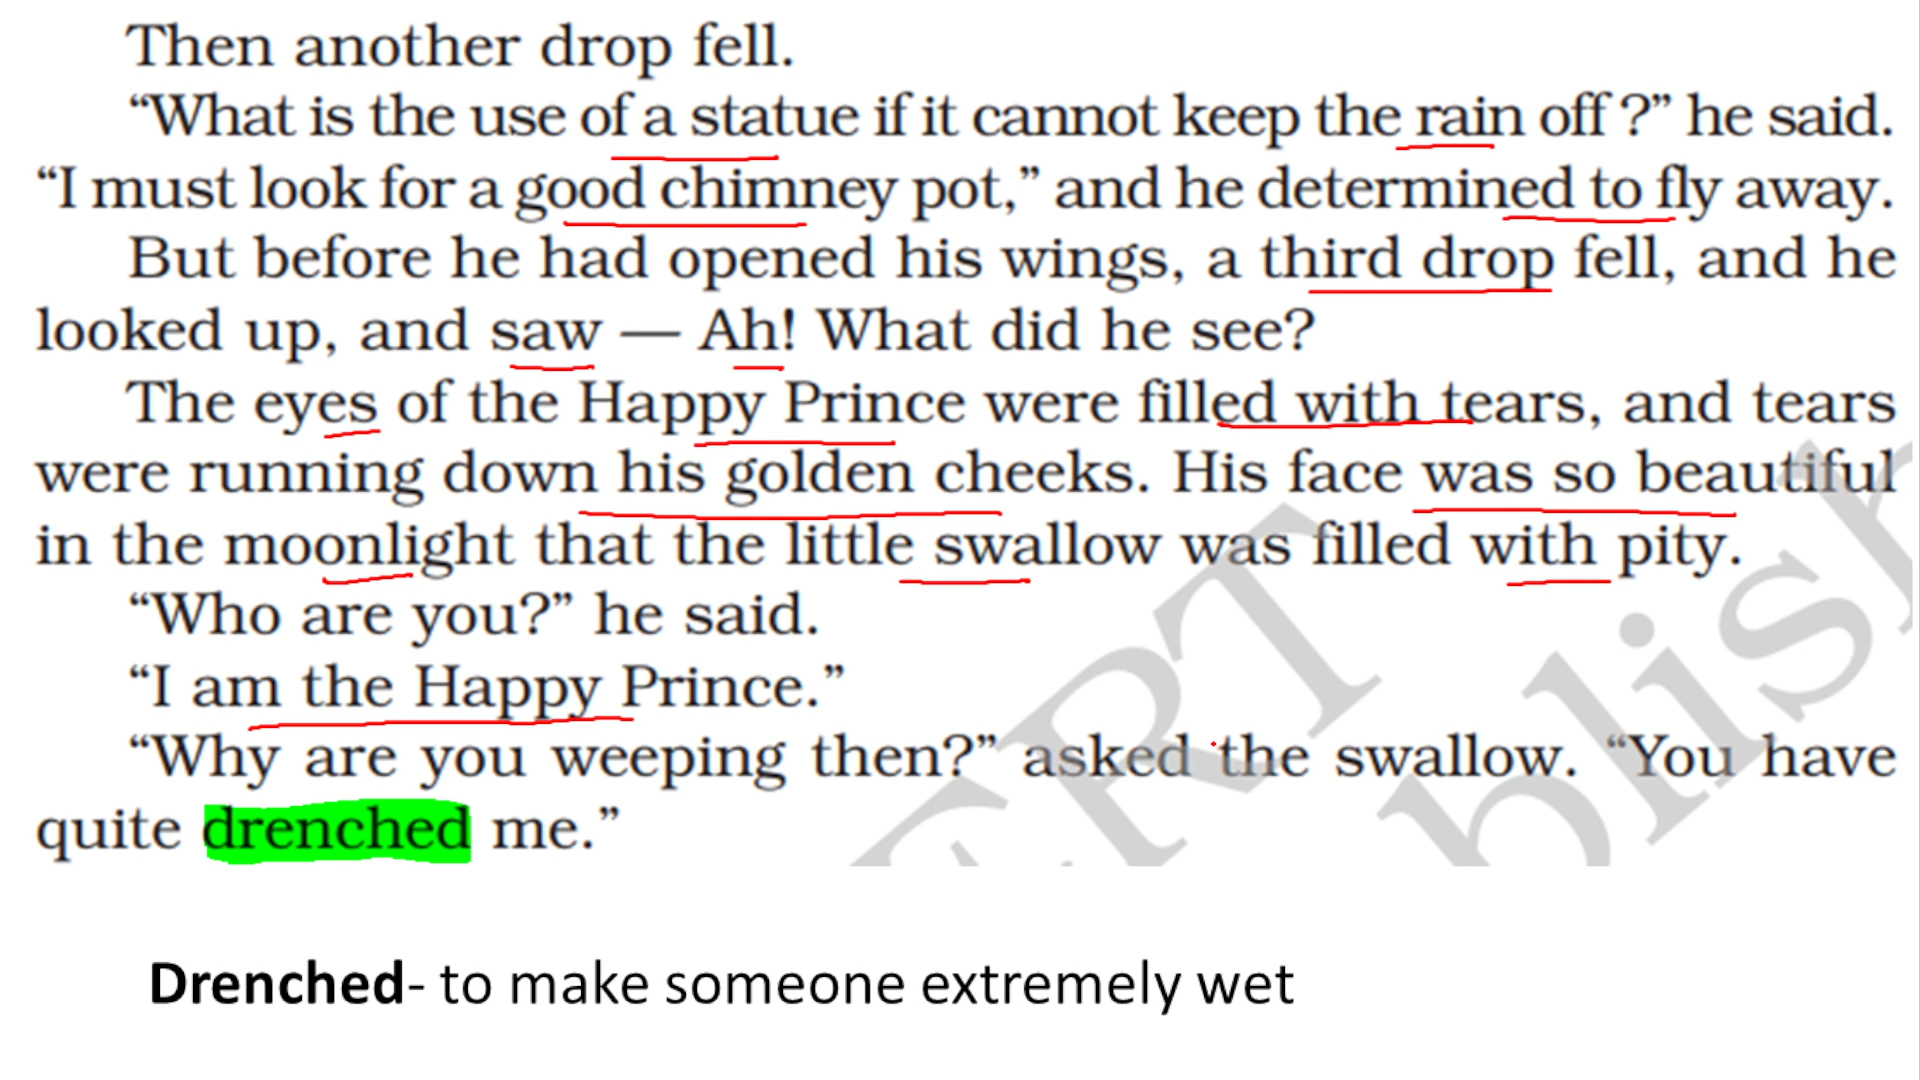 Then another drop fell.
“What is the use of a statue if it cannot keep the rain off ?” he said.
“I must look for a good chimney pot,” and he determined to fly away.
But before he had opened his wings, a third drop fell, and he
looked up, and saw — Ah! What did he see?
The eyes of the Happy Prince were filled with tears, and tears
were running down his golden cheeks. His face was so beautiful
in the moonlight that the little swallow was filled with pity.
“Who are you?” he said.
“I am the Happy Prince.”
“Why are you weeping then?” asked the swallow. “You have
quite drenched me.”
Drenched- to make someone extremely wet